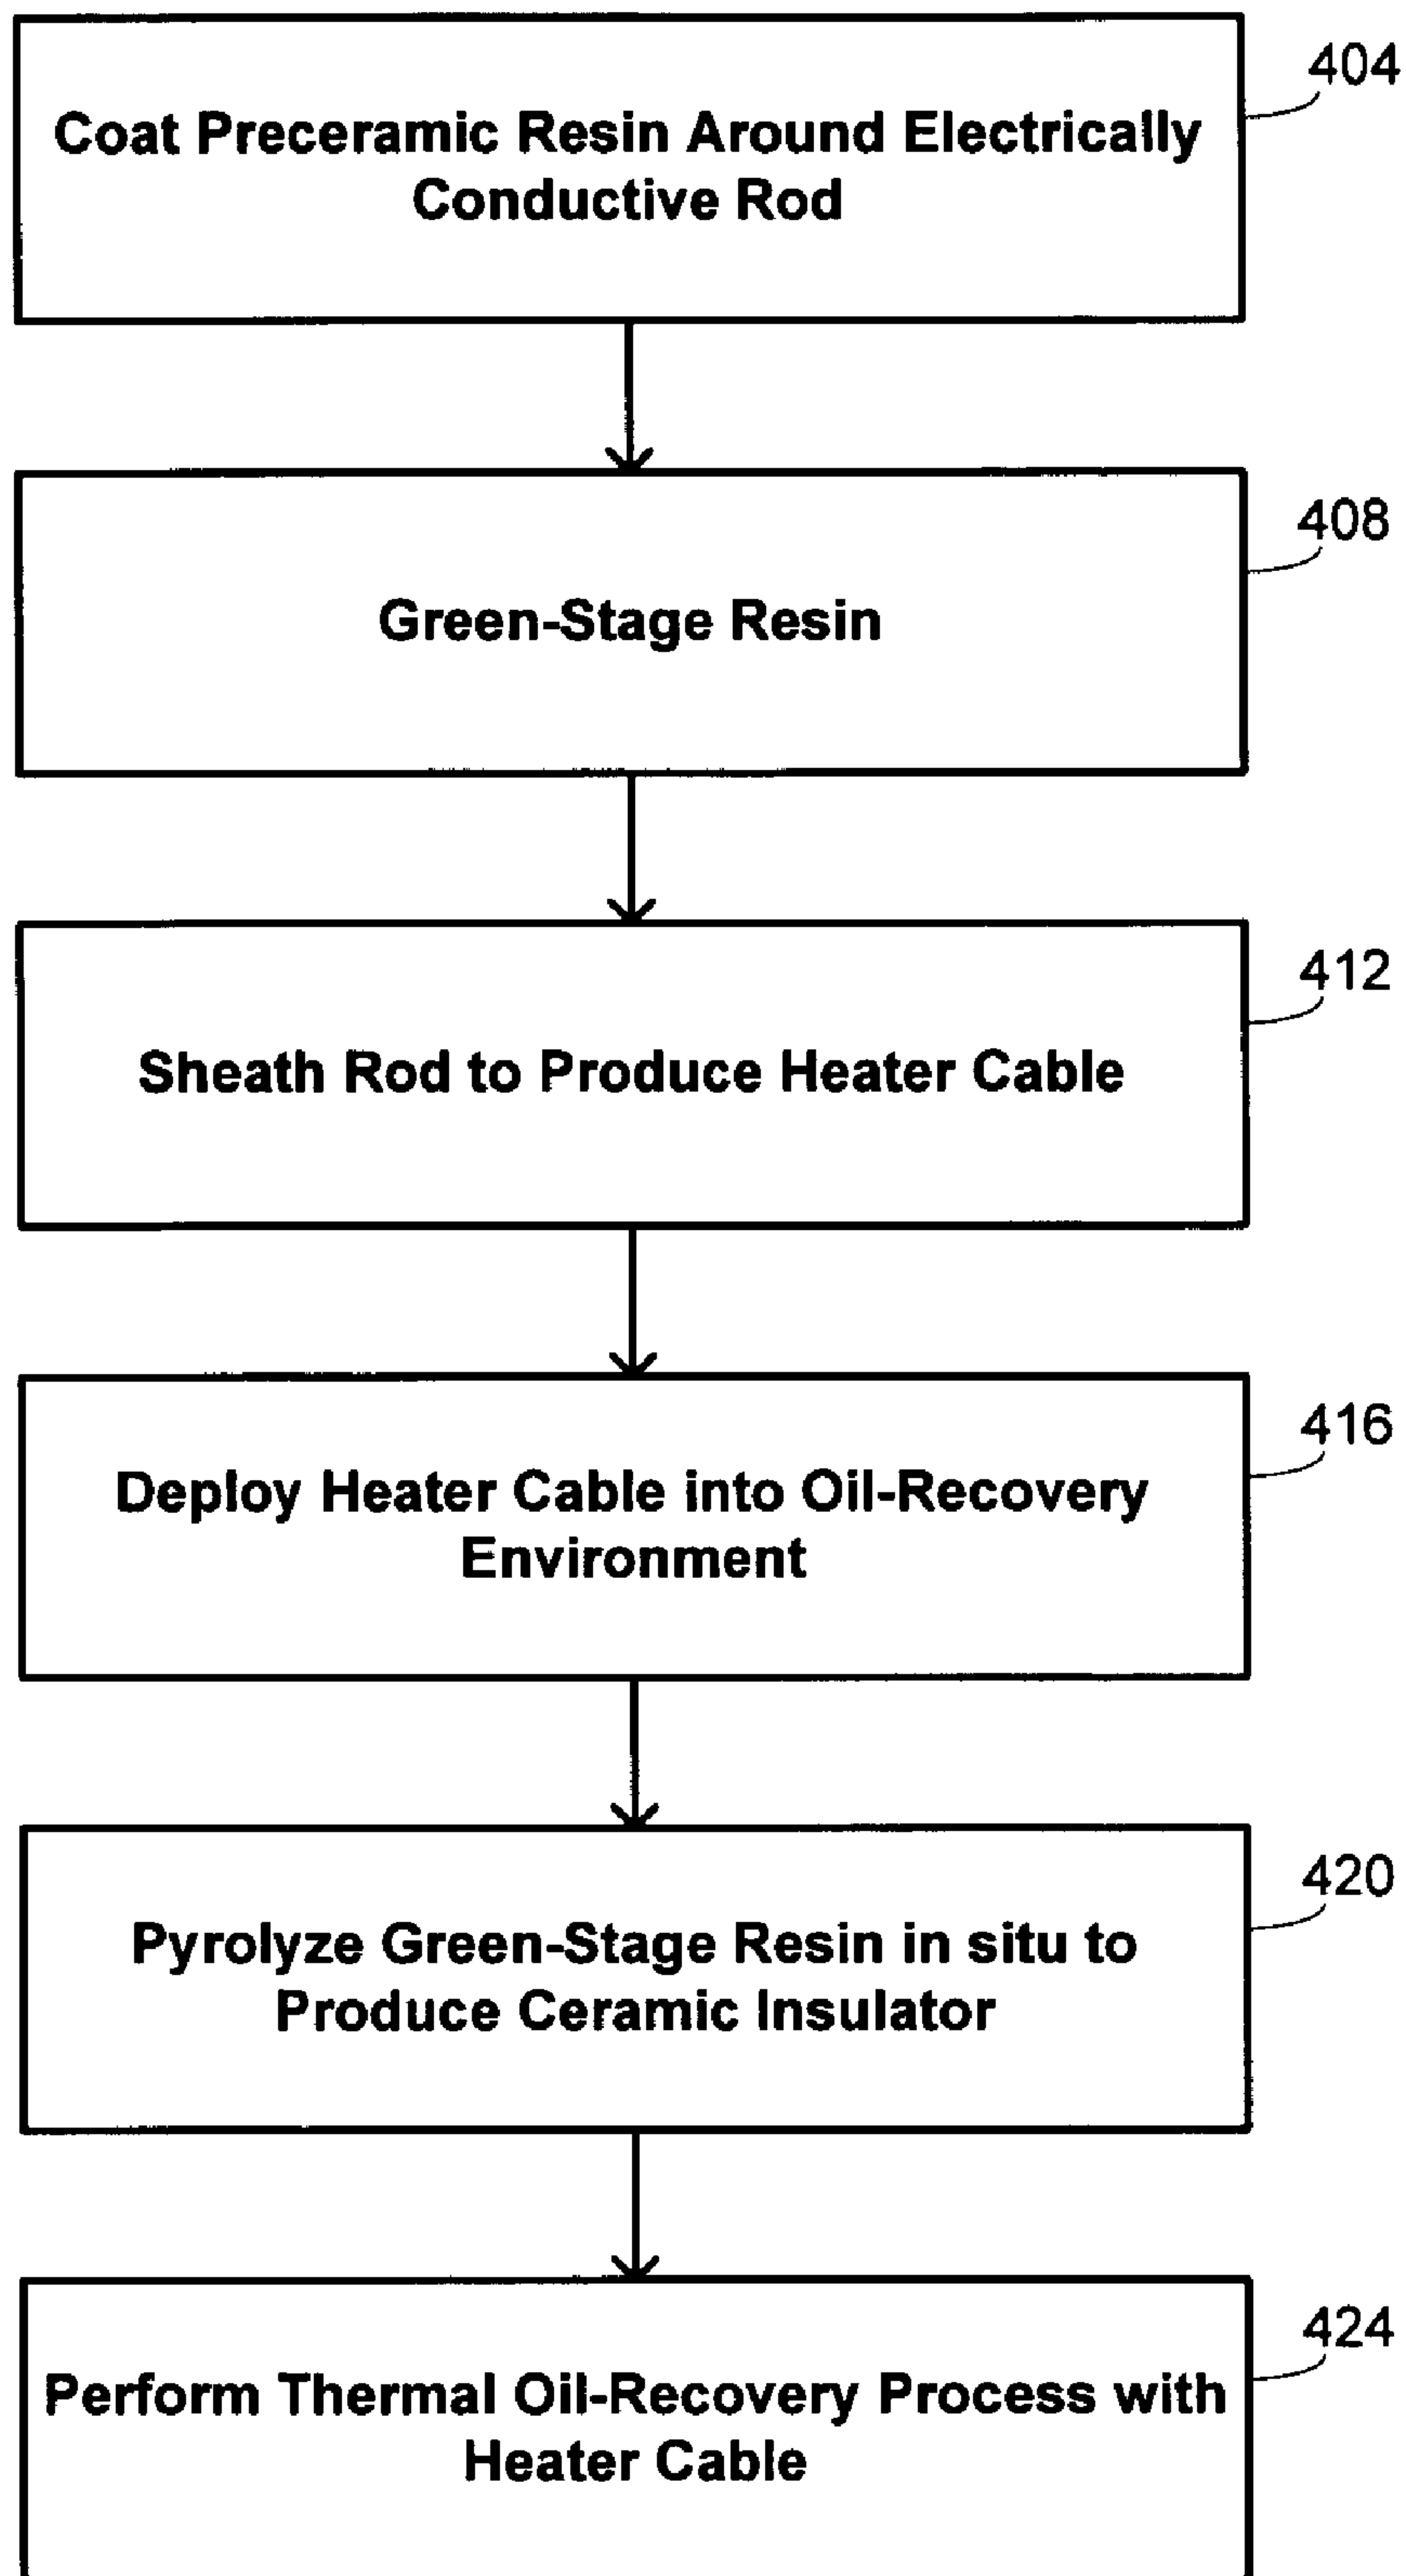 404
Coat Preceramic Resin Around Electrically
Conductive Rod
408
Green-Stage Resin
412
Sheath Rod to Produce Heater Cable
416
Deploy Heater Cable into Oil-Recovery
Environment
420
Pyrolyze Green-Stage Resin in situ to
Produce Ceramic Insulator
424
Perform Thermal Oil-Recovery Process with
Heater Cable